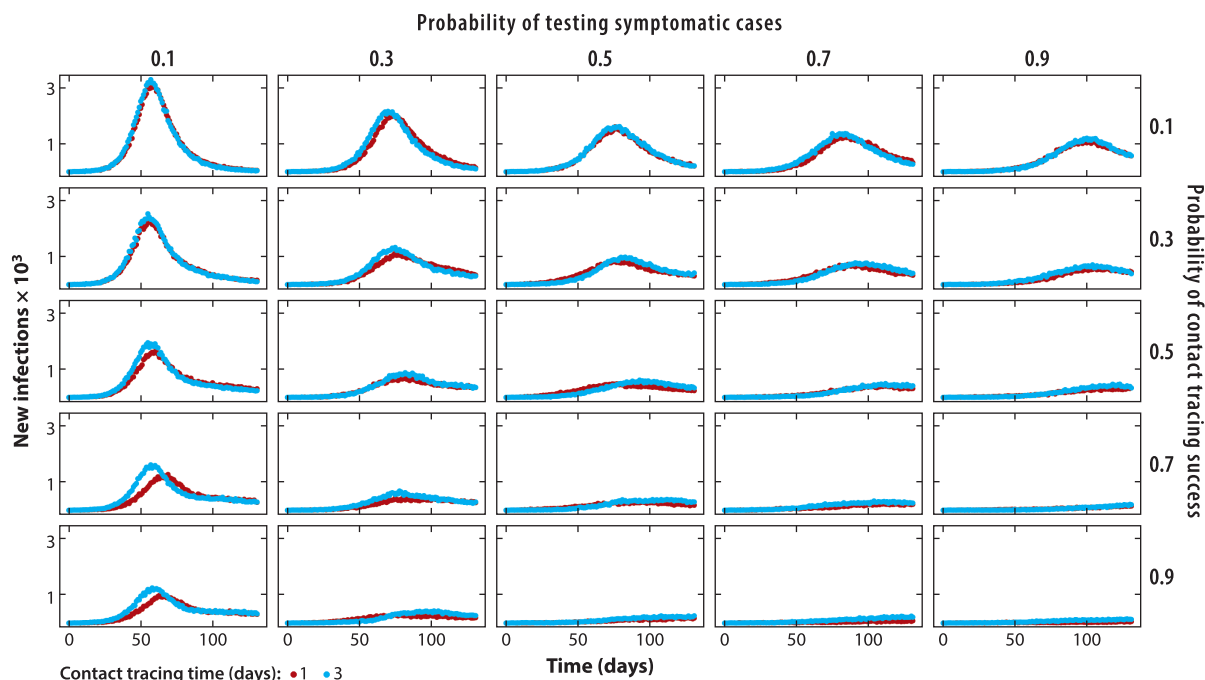 Probability of testing symptomatic cases
0.1 0.3 0.5 0.7 0.9
3
1
0.1
3
1
0.3
3
1
0.5
3
1
0.7
3
1
0.9
New infections × 10³
Probability of contact tracing success
0 50 100 0 50 100 0 50 100 0 50 100 0 50 100
Time (days)
Contact tracing time (days): 1 3